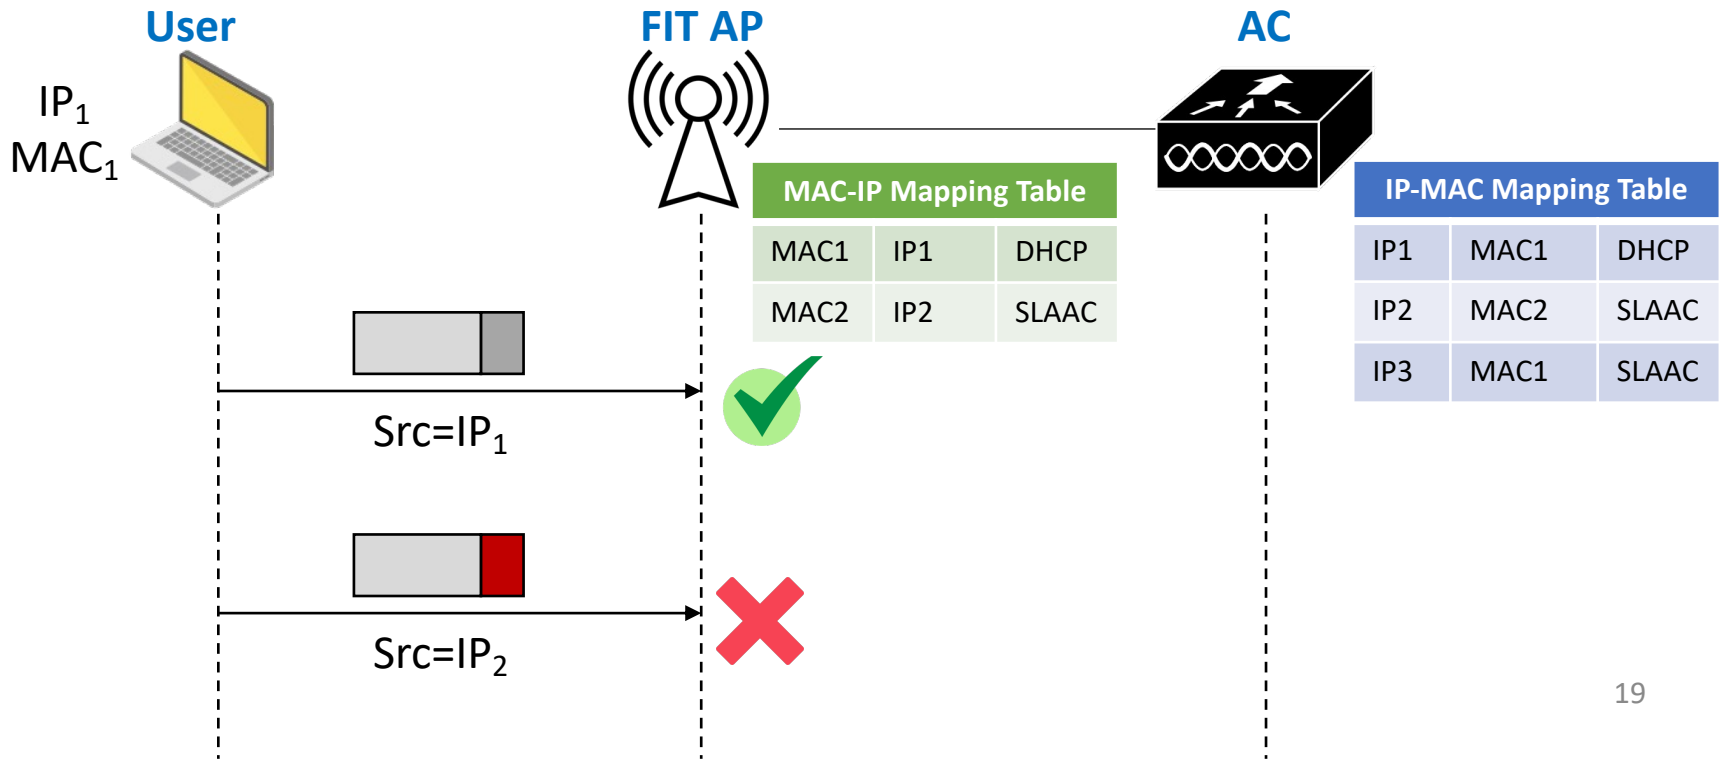 User
FIT AP
AC
IP₁
MAC₁
MAC-IP Mapping Table
MAC1 IP1 DHCP
MAC2 IP2 SLAAC
IP-MAC Mapping Table
IP1 MAC1 DHCP
IP2 MAC2 SLAAC
IP3 MAC1 SLAAC
Src=IP₁
Src=IP₂
19